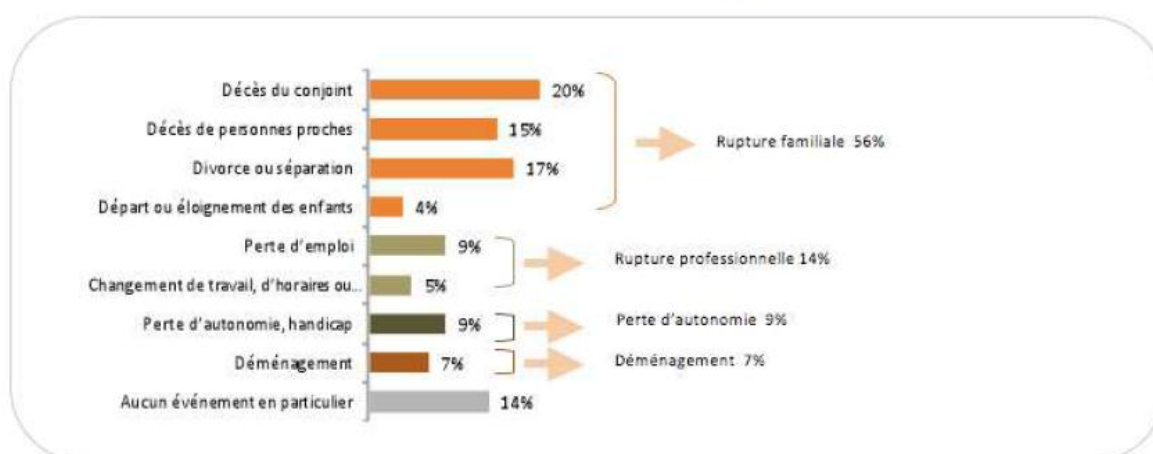 Décès du conjoint 20%
Décès de personnes proches 15%
Rupture familiale 56%
Divorce ou séparation 17%
Départ ou éloignement des enfants 4%
Perte d'emploi 9%
Rupture professionnelle 14%
Changement de travail, d'horaires ou... 5%
Perte d'autonomie, handicap 9%
Perte d'autonomie 9%
Déménagement 7%
Déménagement 7%
Aucun événement en particulier 14%